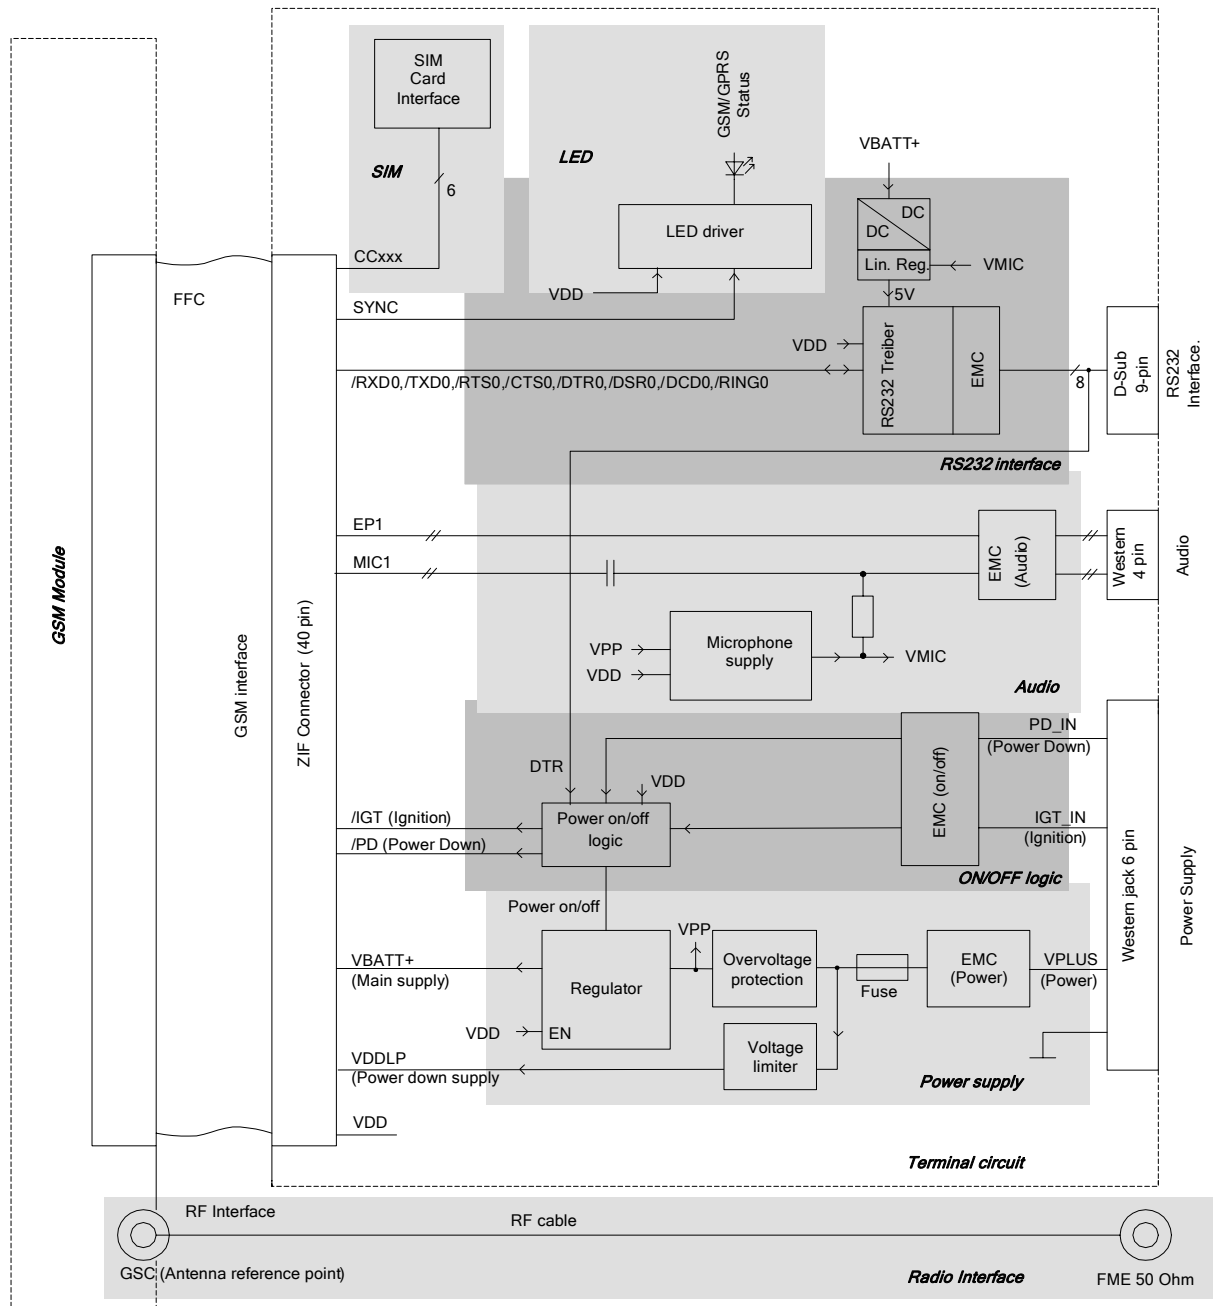 SIM
Card
Interface
SIM
6
CCxxx
LED
GSM/GPRS
Status
LED driver
VDD
SYNC
VBATT+
DC
DC
Lin. Reg.
VMIC
5V
VDD
RS232 Treiber
EMC
8
D-Sub
9-pin
RS232
Interface.
/RXD0,/TXD0,/RTS0,/CTS0,/DTR0,/DSR0,/DCD0,/RING0
RS232 interface
FFC
GSM Module
GSM interface
ZIF Connector (40 pin)
EP1
MIC1
EMC
(Audio)
Western
4 pin
Audio
VPP
VDD
Microphone
supply
VMIC
Audio
DTR
VDD
PD_IN
(Power Down)
EMC (on/off)
/IGT (Ignition)
/PD (Power Down)
Power on/off
logic
IGT_IN
(Ignition)
ON/OFF logic
Western jack 6 pin
Power Supply
Power on/off
VPP
VBATT+
(Main supply)
Regulator
Overvoltage
protection
Fuse
EMC
(Power)
VPLUS
(Power)
VDD
EN
VDDLP
(Power down supply
Voltage
limiter
Power supply
VDD
Terminal circuit
RF Interface
RF cable
GSC (Antenna reference point)
Radio Interface
FME 50 Ohm